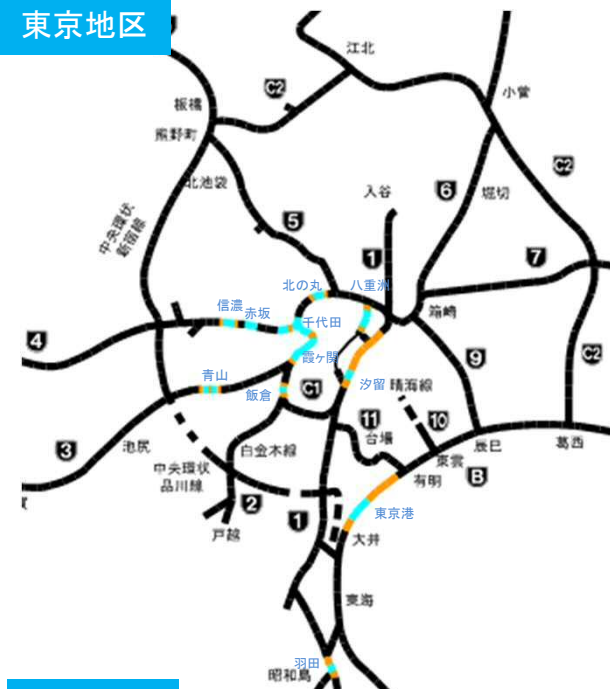 東京地区
江北
C2
小菅
板橋
熊野町
C2
北池袋
入谷
6
堀切
中央環状
新宿線
5
1
7
北の丸
八重洲
信濃
赤坂
千代田
箱崎
4
霞ヶ関
9
C2
青山
飯倉
C1
汐留
晴海線
11
10
3
池尻
白金木線
台場
辰巳
葛西
中央環状
品川線
東雲
有明
B
2
1
東京港
戸越
大井
東海
羽田
昭和島